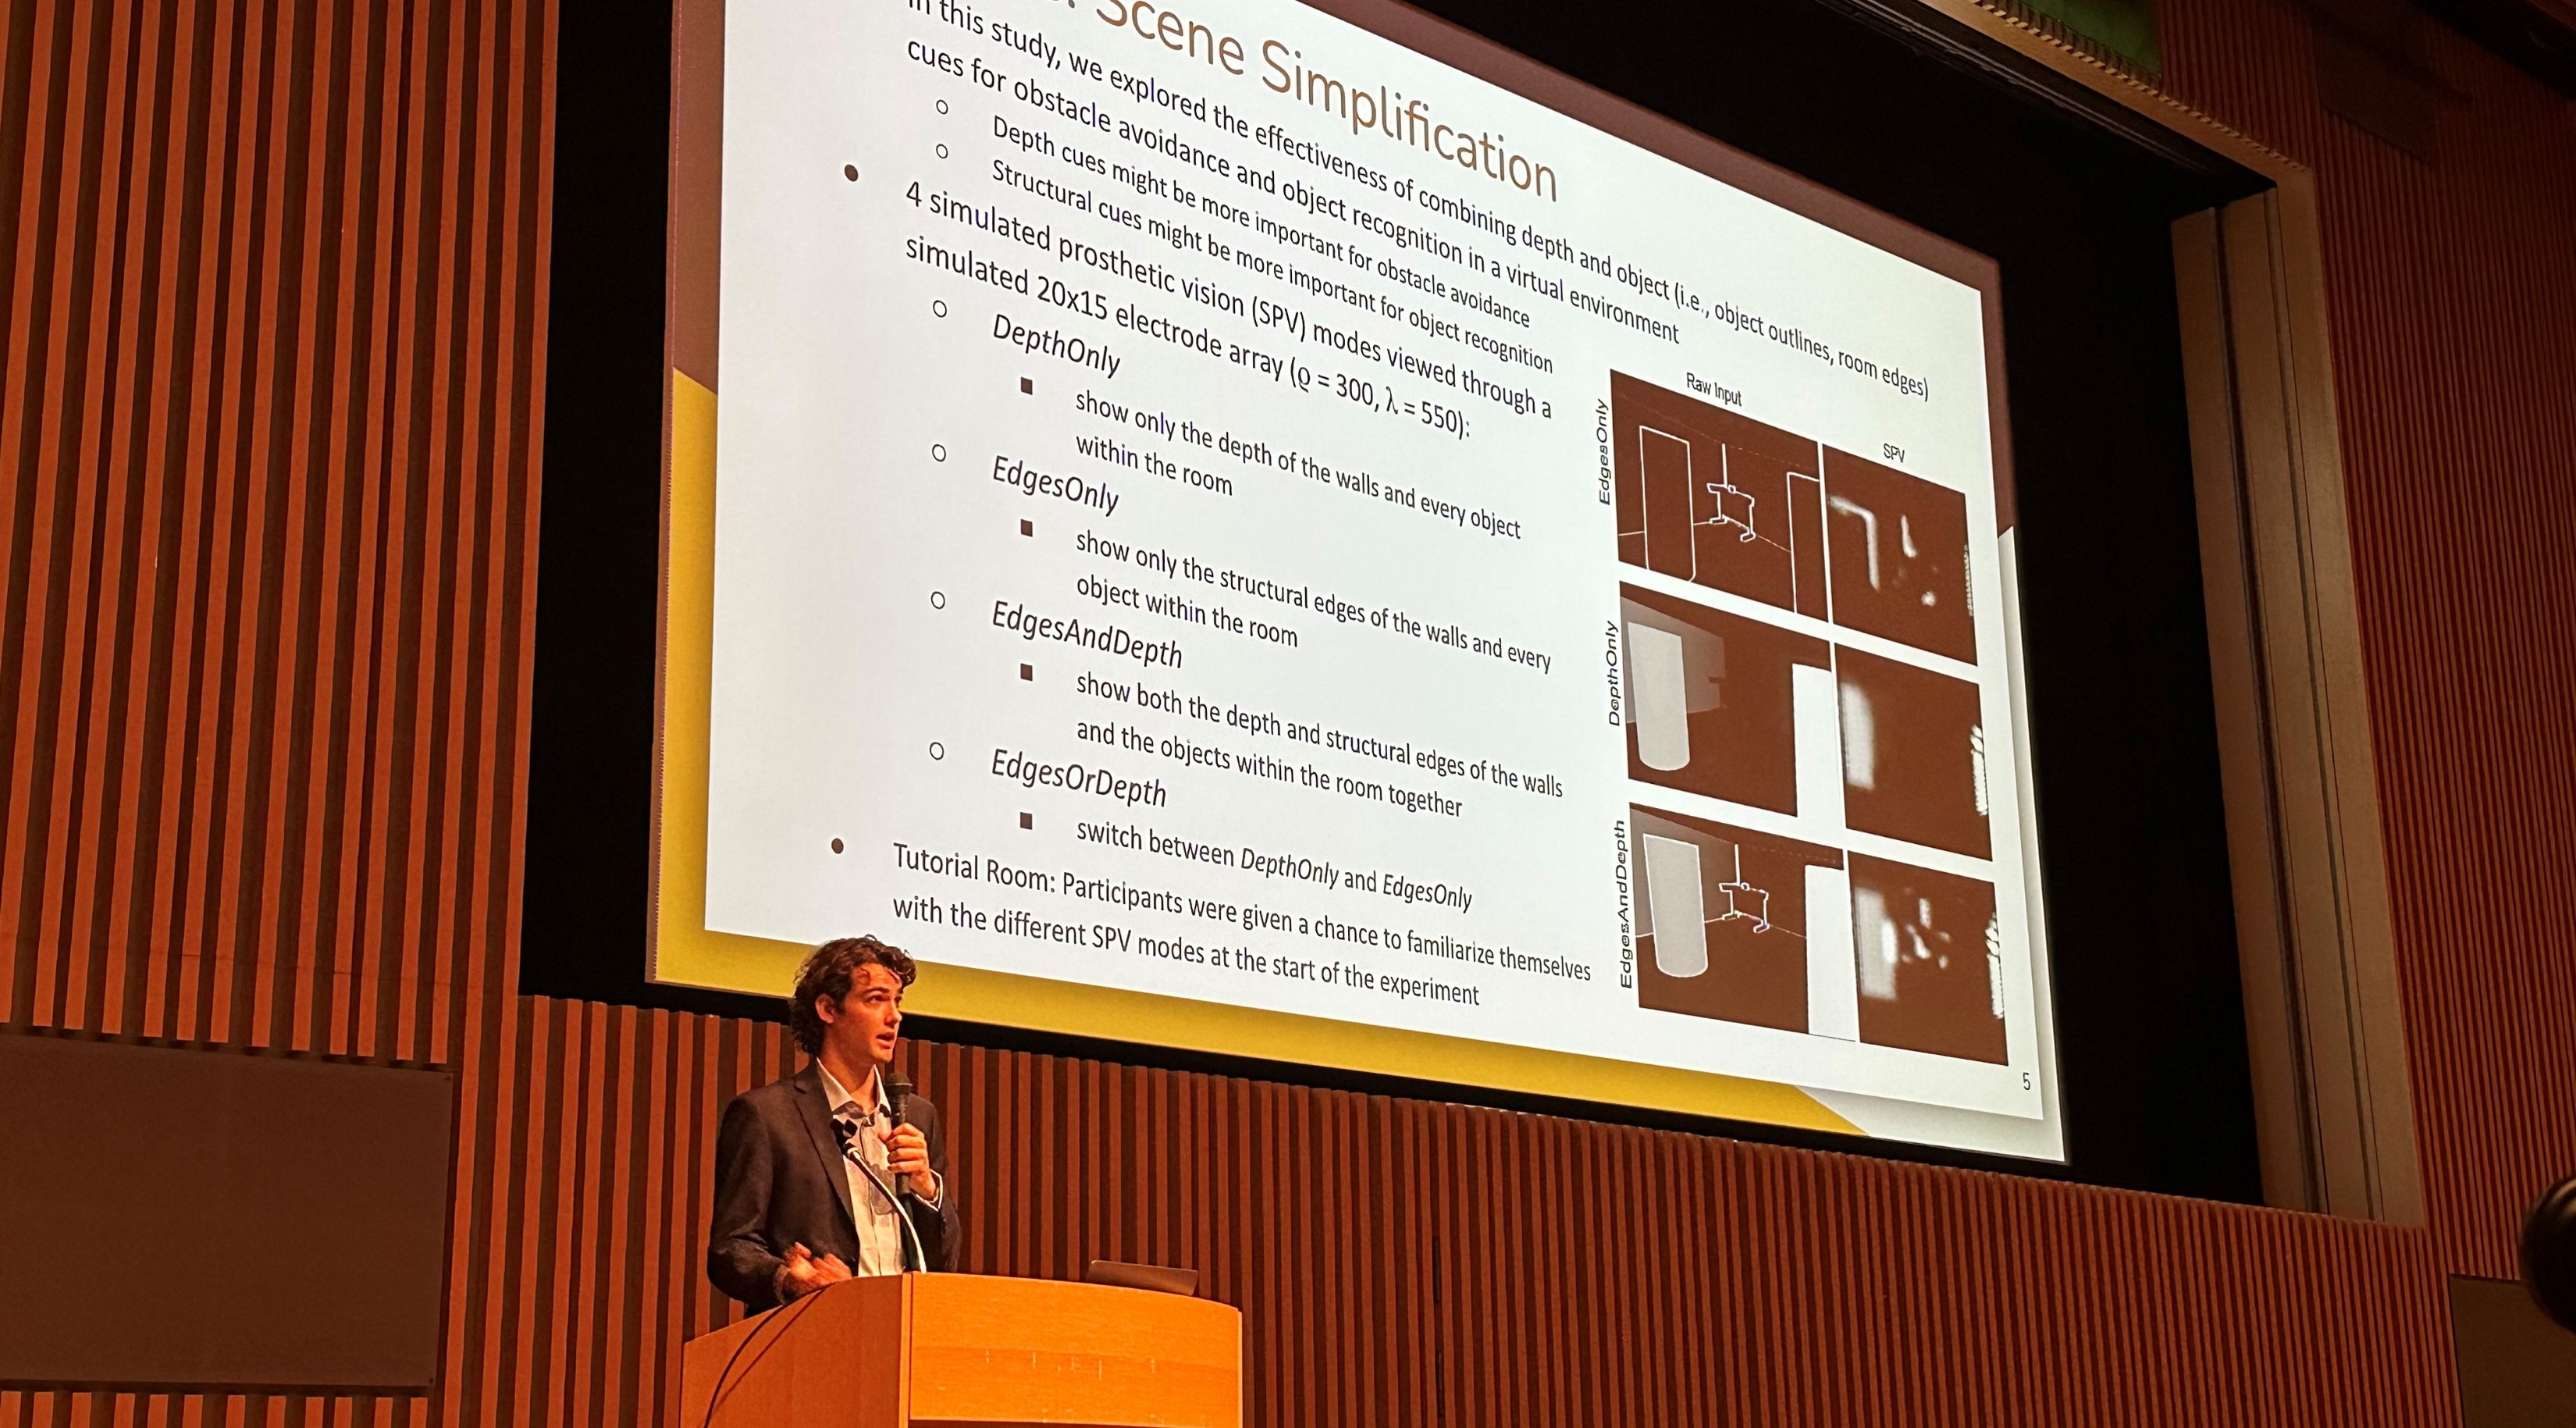 Scene Simplification
In this study, we explored the effectiveness of combining depth and object (i.e., object outlines, room edges)
cues for obstacle avoidance and object recognition in a virtual environment
○ Depth cues might be more important for obstacle avoidance
○ Structural cues might be more important for object recognition
● 4 simulated prosthetic vision (SPV) modes viewed through a
simulated 20x15 electrode array (ϱ = 300, λ = 550):
○ DepthOnly
■ show only the depth of the walls and every object
within the room
○ EdgesOnly
■ show only the structural edges of the walls and every
object within the room
○ EdgesAndDepth
■ show both the depth and structural edges of the walls
and the objects within the room together
○ EdgesOrDepth
■ switch between DepthOnly and EdgesOnly
● Tutorial Room: Participants were given a chance to familiarize themselves
with the different SPV modes at the start of the experiment
Raw Input
SPV
EdgesOnly
DepthOnly
EdgesAndDepth
5